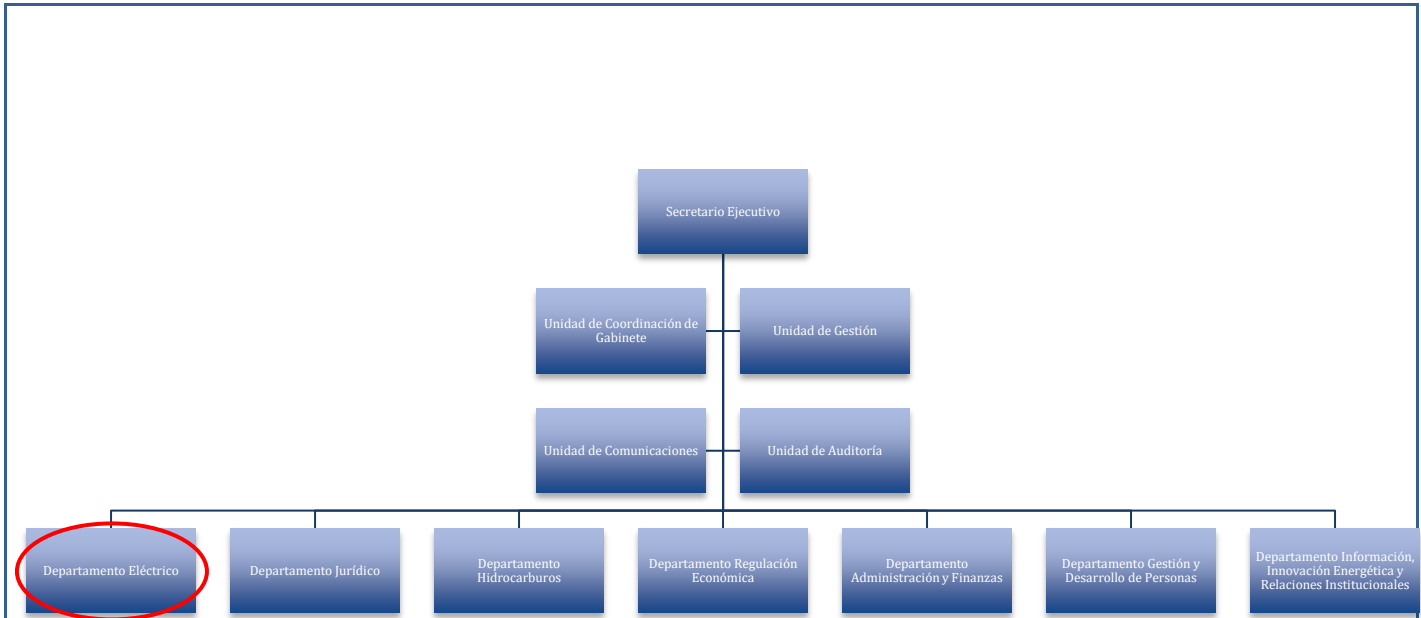 Secretario Ejecutivo
Unidad de Coordinación de
Gabinete
Unidad de Gestión
Unidad de Comunicaciones
Unidad de Auditoría
Departamento Eléctrico
Departamento Jurídico
Departamento
Hidrocarburos
Departamento Regulación
Económica
Departamento
Administración y Finanzas
Departamento Gestión y
Desarrollo de Personas
Departamento Información,
Innovación Energética y
Relaciones Institucionales